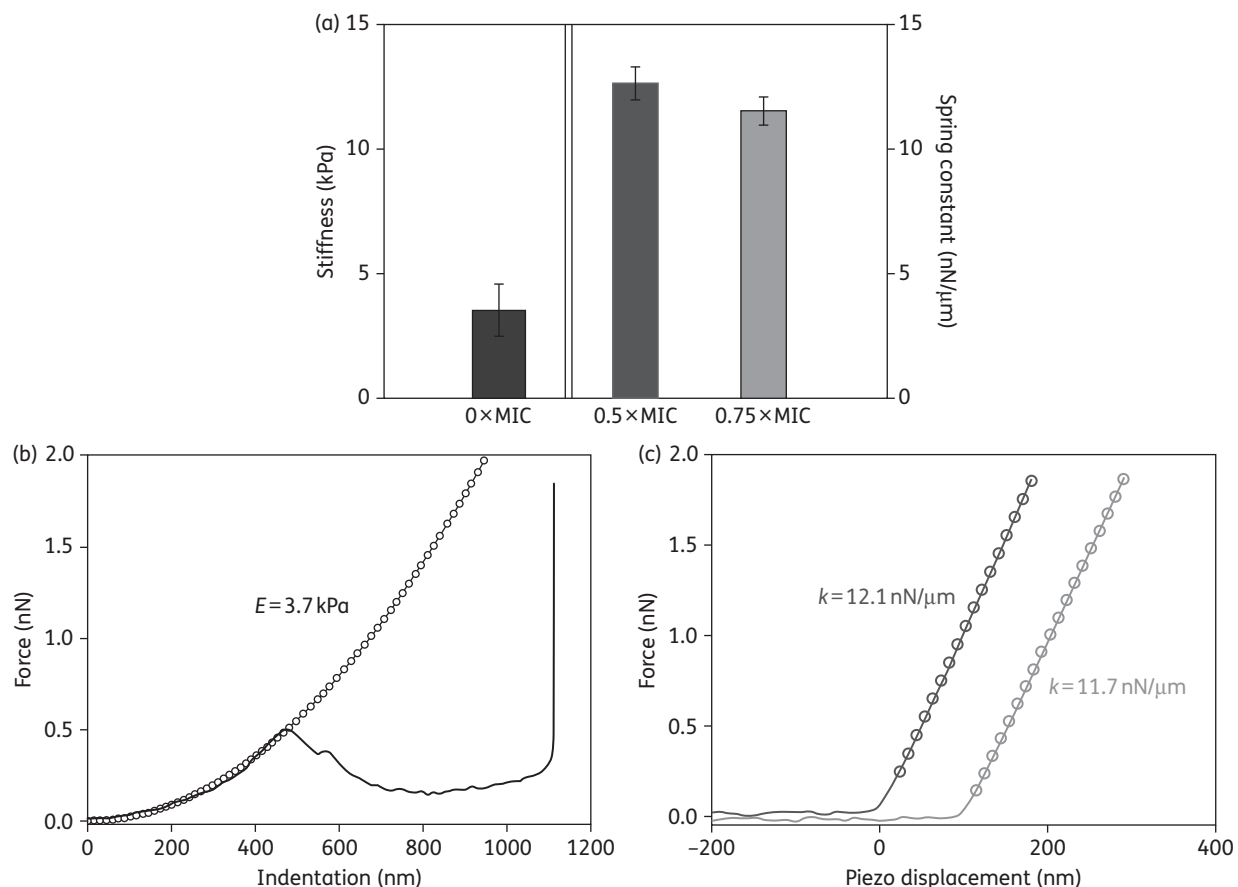 (a)
15
10
5
0
Stiffness (kPa)
15
10
5
0
Spring constant (nN/μm)
0×MIC 0.5×MIC 0.75×MIC
(b)
2.0
1.5
1.0
0.5
0.0
Force (nN)
E=3.7 kPa
0 200 400 600 800 1000 1200
Indentation (nm)
(c)
2.0
1.5
1.0
0.5
0.0
Force (nN)
k=12.1 nN/μm
k=11.7 nN/μm
−200 0 200 400
Piezo displacement (nm)